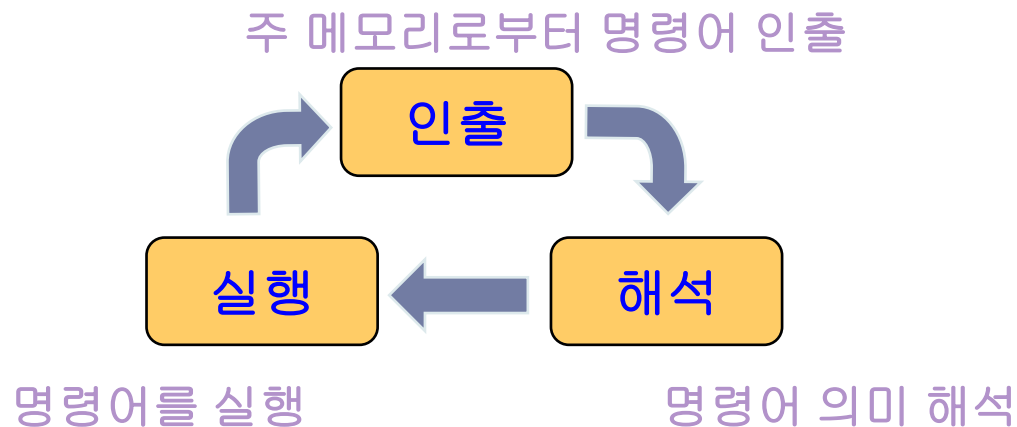 주 메모리로부터 명령어 인출
인출
실행
해석
명령어를 실행
명령어 의미 해석